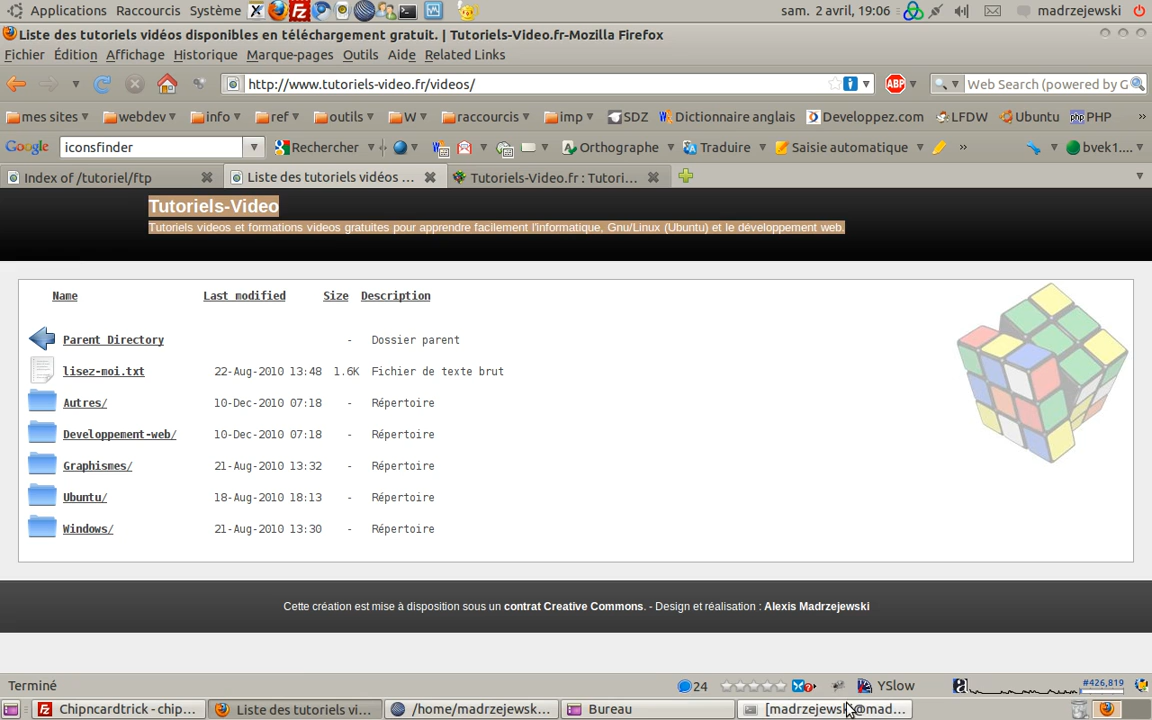 Applications Raccourcis Système sam. 2 avril, 19:06 madrzejewski
Liste des tutoriels vidéos disponibles en téléchargement gratuit. | Tutoriels-Video.fr-Mozilla Firefox
Fichier Édition Affichage Historique Marque-pages Outils Aide Related Links
http://www.tutoriels-video.fr/videos/ ABP Web Search (powered by G
mes sites webdev info ref outils W raccourcis imp SDZ Dictionnaire anglais Developpez.com LFDW Ubuntu PHP »
Google iconsfinder Rechercher Orthographe Traduire Saisie automatique » bvek1....
Index of /tutoriel/ftp Liste des tutoriels vidéos ... Tutoriels-Video.fr : Tutori...
Tutoriels-Video
Tutoriels videos et formations videos gratuites pour apprendre facilement l'informatique, Gnu/Linux (Ubuntu) et le développement web.
Name Last modified Size Description
Parent Directory - Dossier parent
lisez-moi.txt 22-Aug-2010 13:48 1.6K Fichier de texte brut
Autres/ 10-Dec-2010 07:18 - Répertoire
Developpement-web/ 10-Dec-2010 07:18 - Répertoire
Graphismes/ 21-Aug-2010 13:32 - Répertoire
Ubuntu/ 18-Aug-2010 18:13 - Répertoire
Windows/ 21-Aug-2010 13:30 - Répertoire
Cette création est mise à disposition sous un contrat Creative Commons. - Design et réalisation : Alexis Madrzejewski
Terminé 24 YSlow #426,819
Chipncardtrick - chip... Liste des tutoriels vi... /home/madrzejewsk... Bureau [madrzejewski@mad...